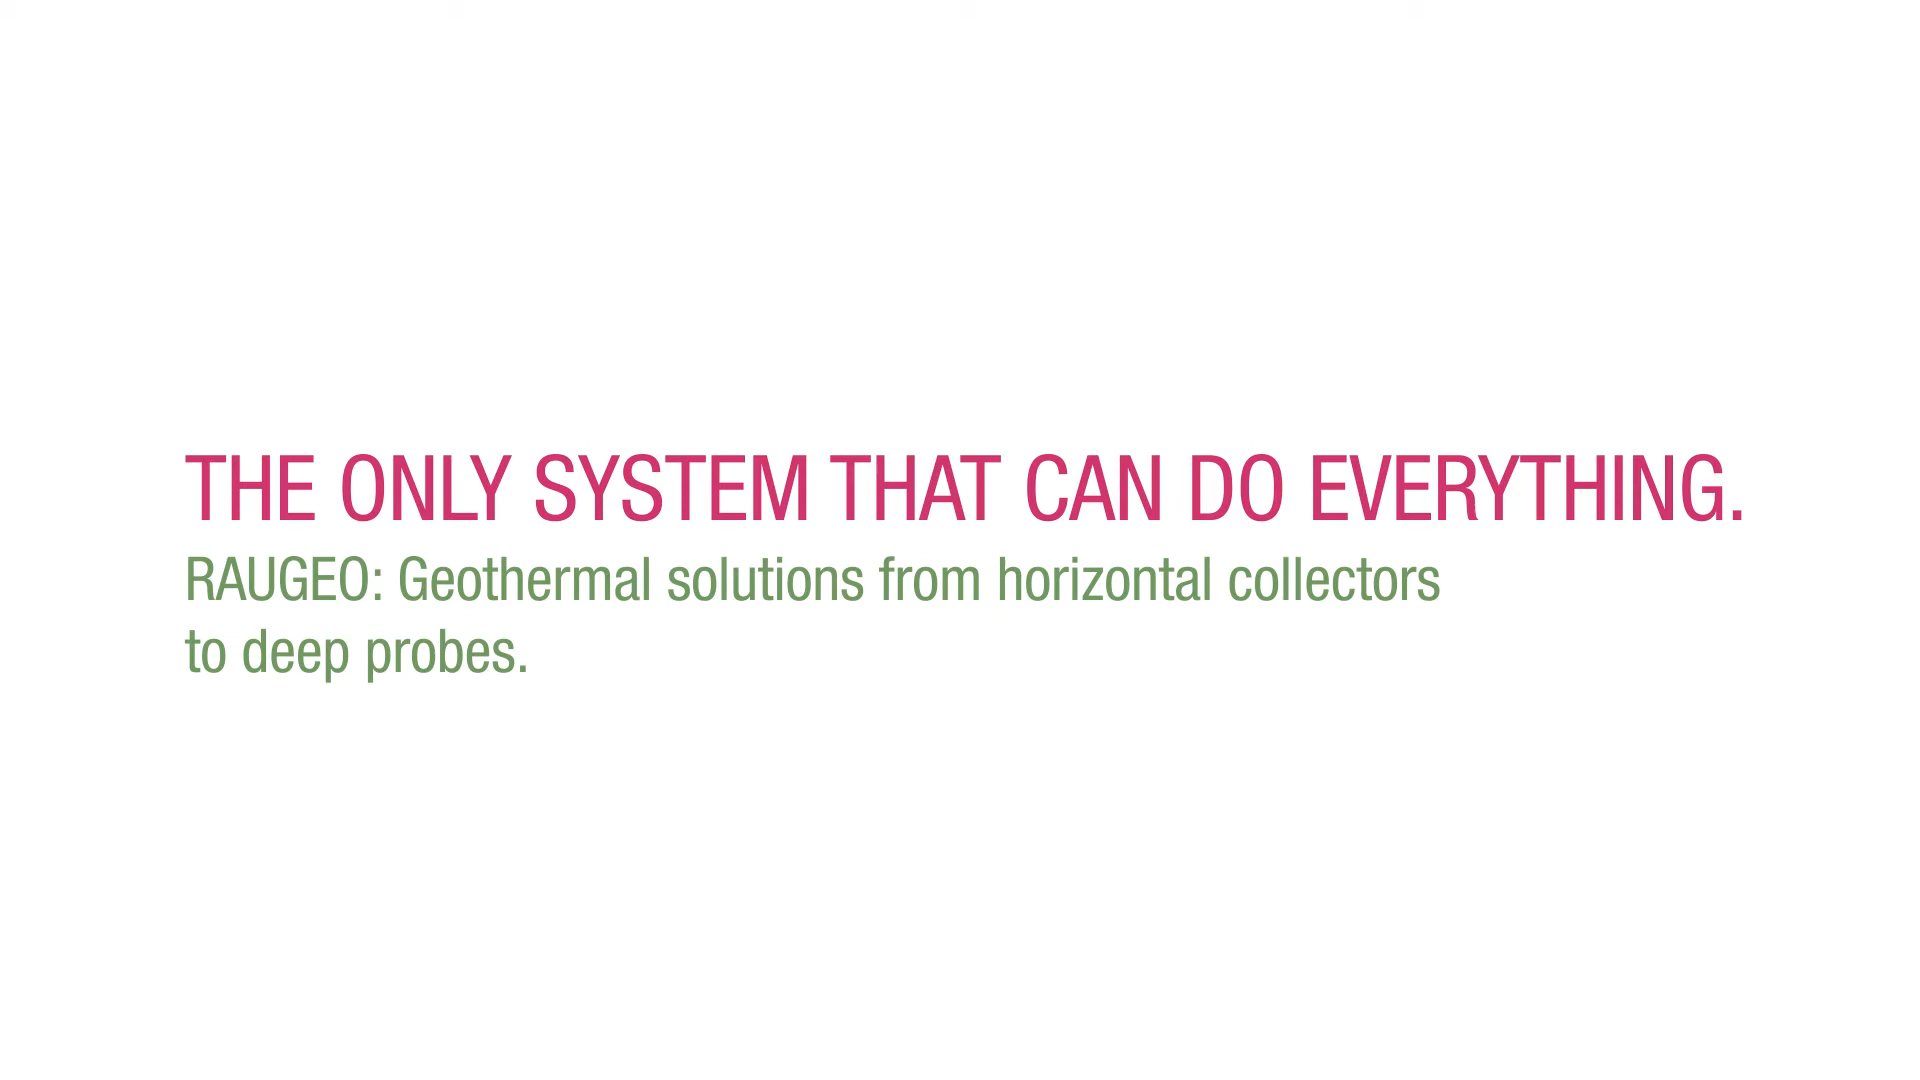 THE ONLY SYSTEM THAT CAN DO EVERYTHING.
RAUGEO: Geothermal solutions from horizontal collectors
to deep probes.